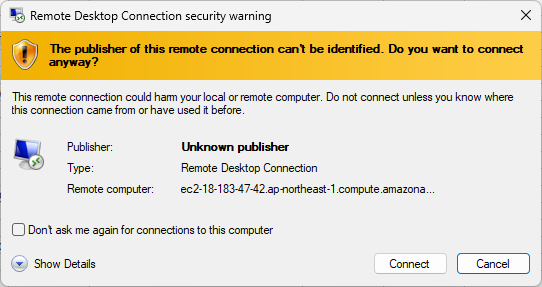 Remote Desktop Connection security warning
The publisher of this remote connection can't be identified. Do you want to connect
anyway?
This remote connection could harm your local or remote computer. Do not connect unless you know where
this connection came from or have used it before.
Publisher: Unknown publisher
Type: Remote Desktop Connection
Remote computer: ec2-18-183-47-42.ap-northeast-1.compute.amazona...
Don't ask me again for connections to this computer
Show Details Connect Cancel